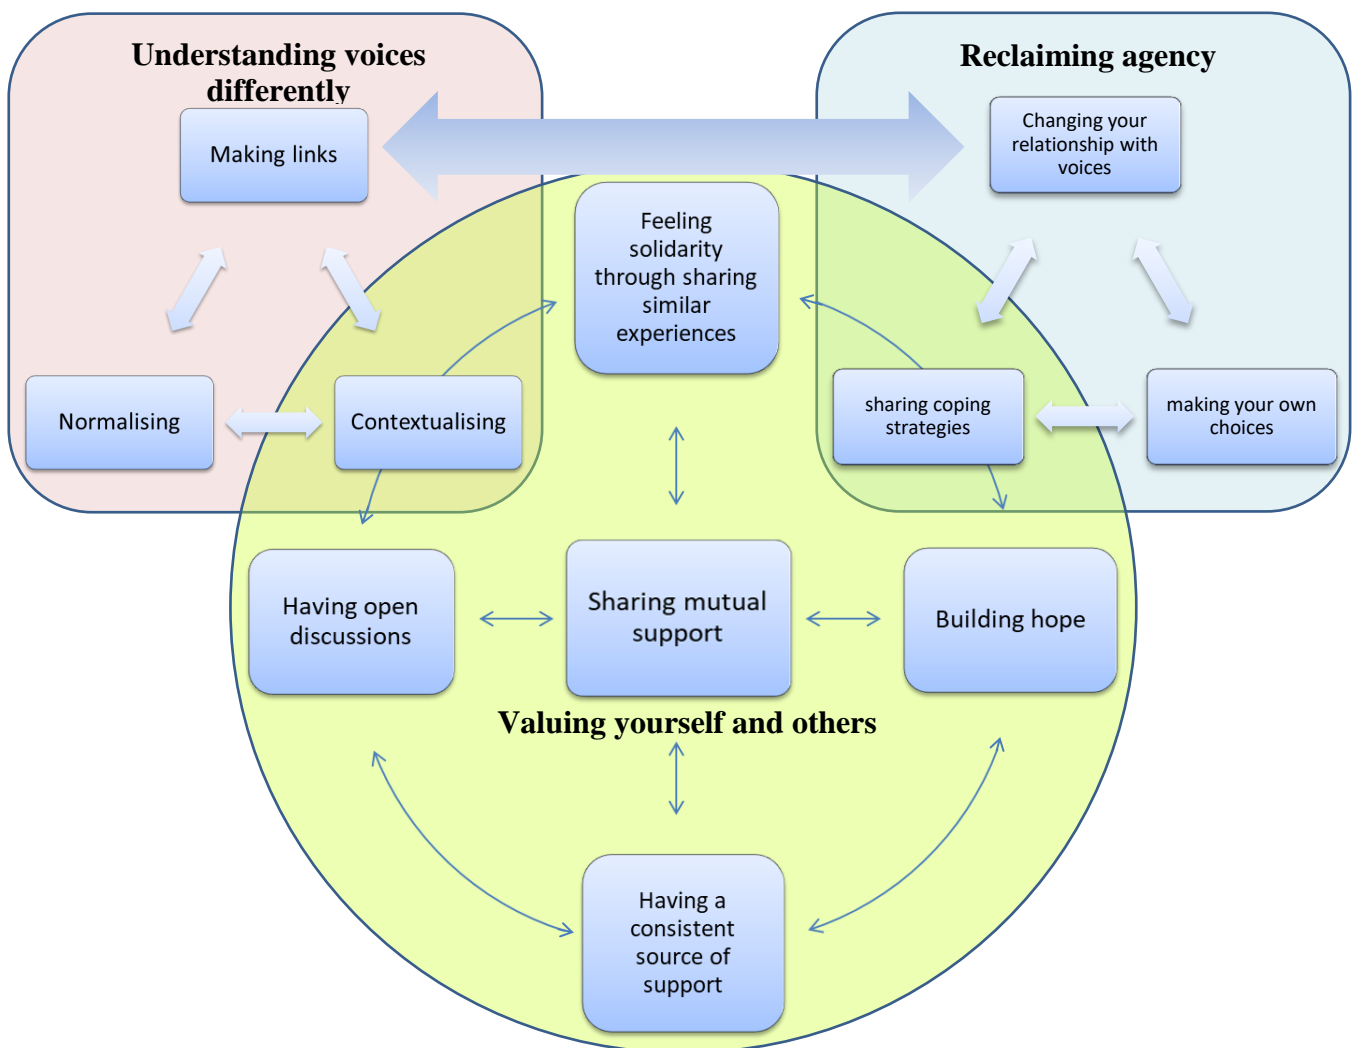 Understanding voices
differently
Making links
Normalising
Contextualising
Reclaiming agency
Changing your
relationship with
voices
sharing coping
strategies
making your own
choices
Feeling
solidarity
through sharing
similar
experiences
Having open
discussions
Sharing mutual
support
Building hope
Valuing yourself and others
Having a
consistent
source of
support